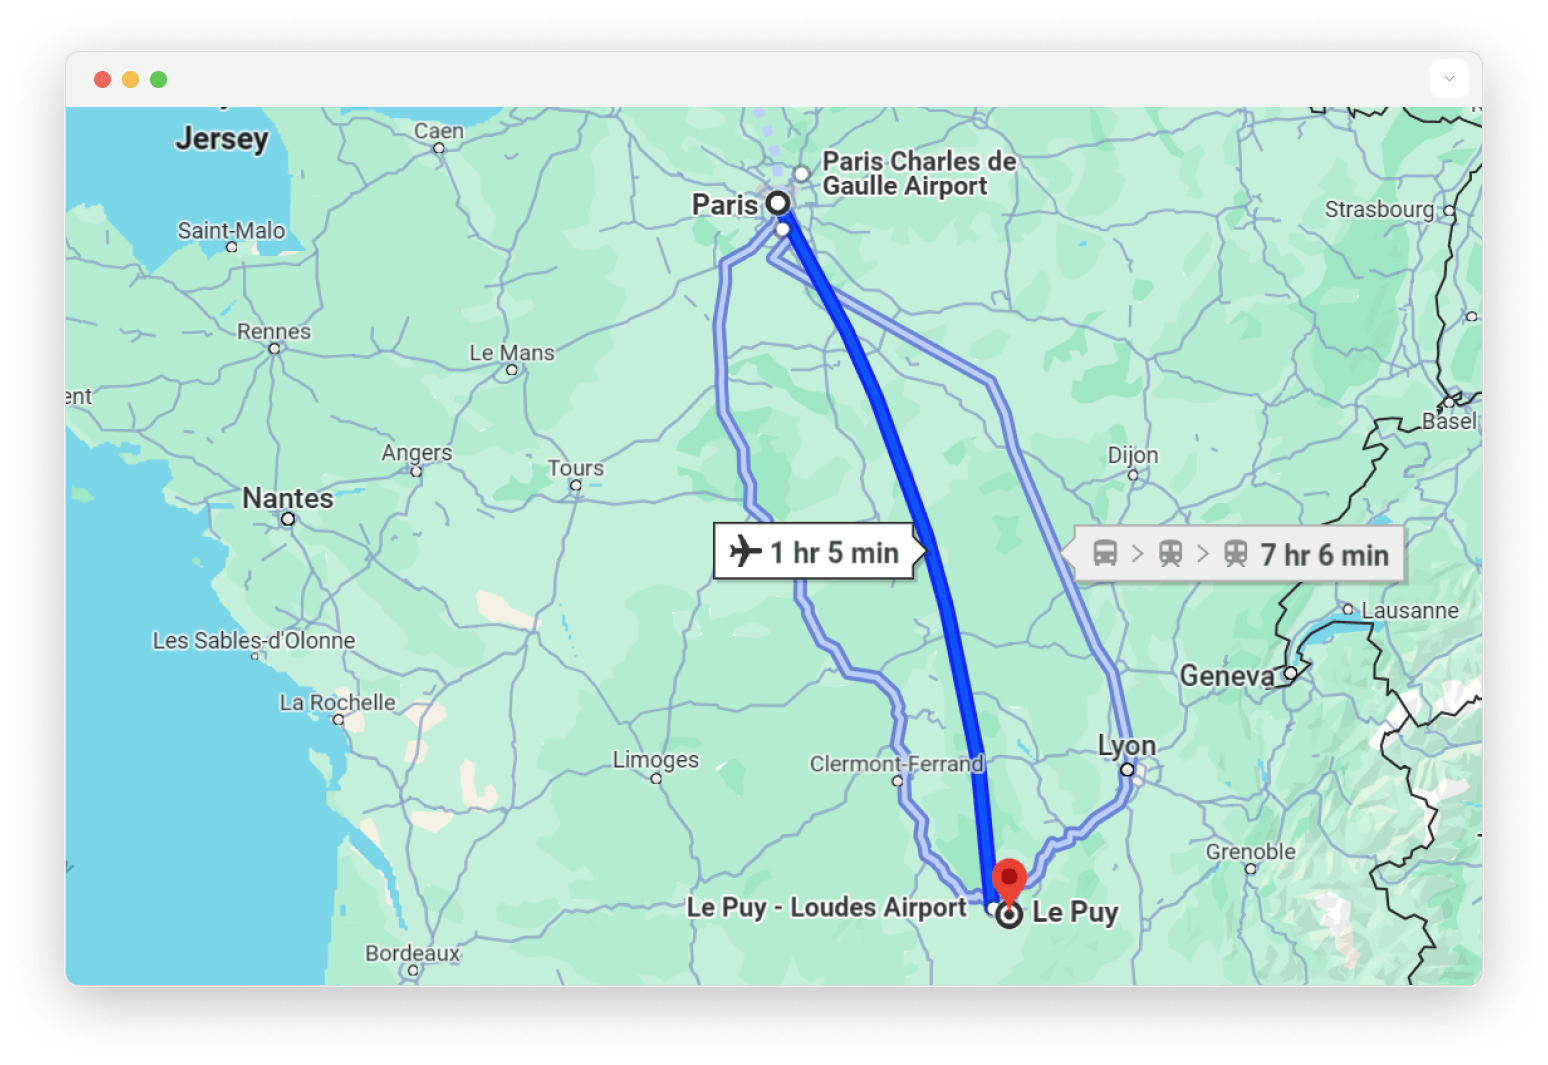 Jersey
Caen
Paris Charles de
Gaulle Airport
Paris
Strasbourg
Saint-Malo
Rennes
Le Mans
ent
Basel
Angers
Dijon
Tours
Nantes
1 hr 5 min
7 hr 6 min
Lausanne
Les Sables-d'Olonne
Geneva
La Rochelle
Lyon
Limoges
Clermont-Ferrand
Grenoble
Le Puy - Loudes Airport
Le Puy
Bordeaux